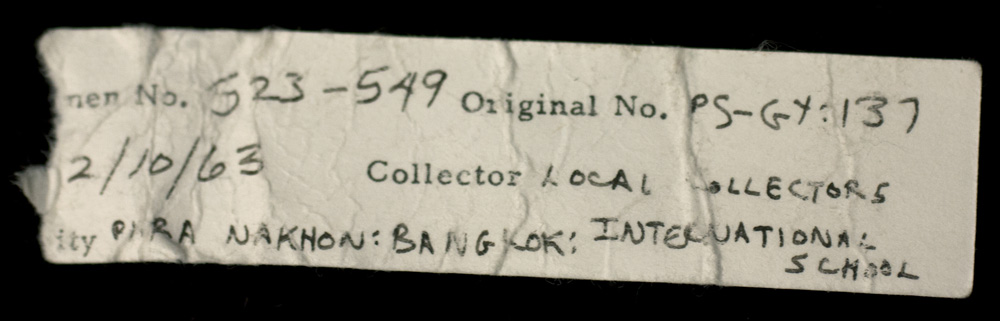 men No. 523-549 Original No. PS-GY:137
2/10/63 Collector LOCAL COLLECTORS
ity PHRA NAKHON: BANGKOK: INTERNATIONAL
SCHOOL